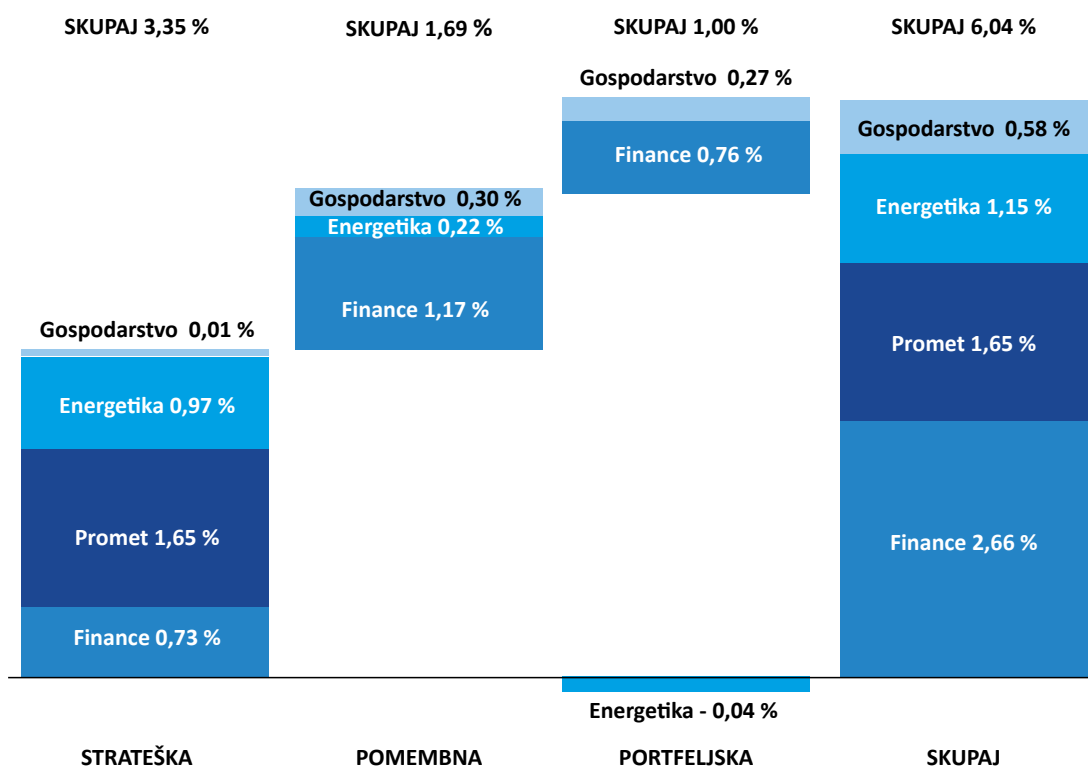 SKUPAJ 3,35 %
SKUPAJ 1,69 %
SKUPAJ 1,00 %
SKUPAJ 6,04 %
Gospodarstvo 0,01 %
Energetika 0,97 %
Promet 1,65 %
Finance 0,73 %
Gospodarstvo 0,30 %
Energetika 0,22 %
Finance 1,17 %
Gospodarstvo 0,27 %
Finance 0,76 %
Energetika - 0,04 %
Gospodarstvo 0,58 %
Energetika 1,15 %
Promet 1,65 %
Finance 2,66 %
STRATEŠKA
POMEMBNA
PORTFELJSKA
SKUPAJ